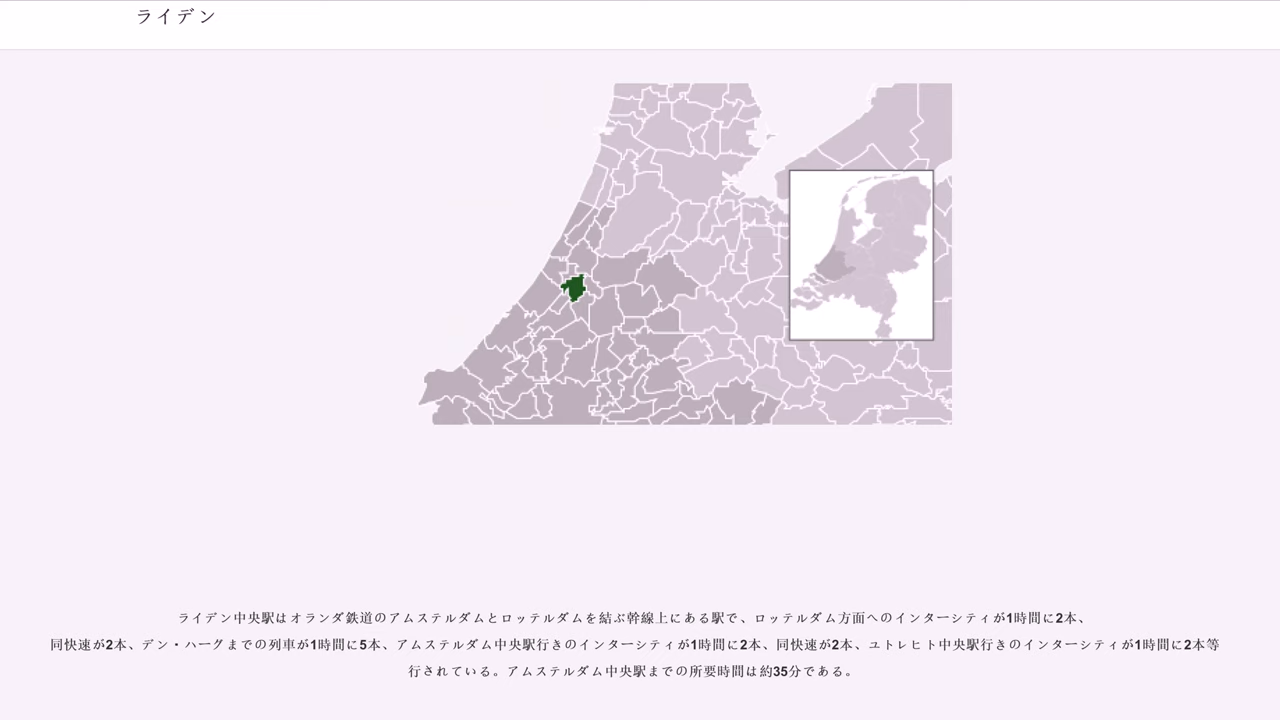 ライデン
ライデン中央駅はオランダ鉄道のアムステルダムとロッテルダムを結ぶ幹線上にある駅で、ロッテルダム方面へのインターシティが1時間に2本、
同快速が2本、デン・ハーグまでの列車が1時間に5本、アムステルダム中央駅行きのインターシティが1時間に2本、同快速が2本、ユトレヒト中央駅行きのインターシティが1時間に2本等
行されている。アムステルダム中央駅までの所要時間は約35分である。